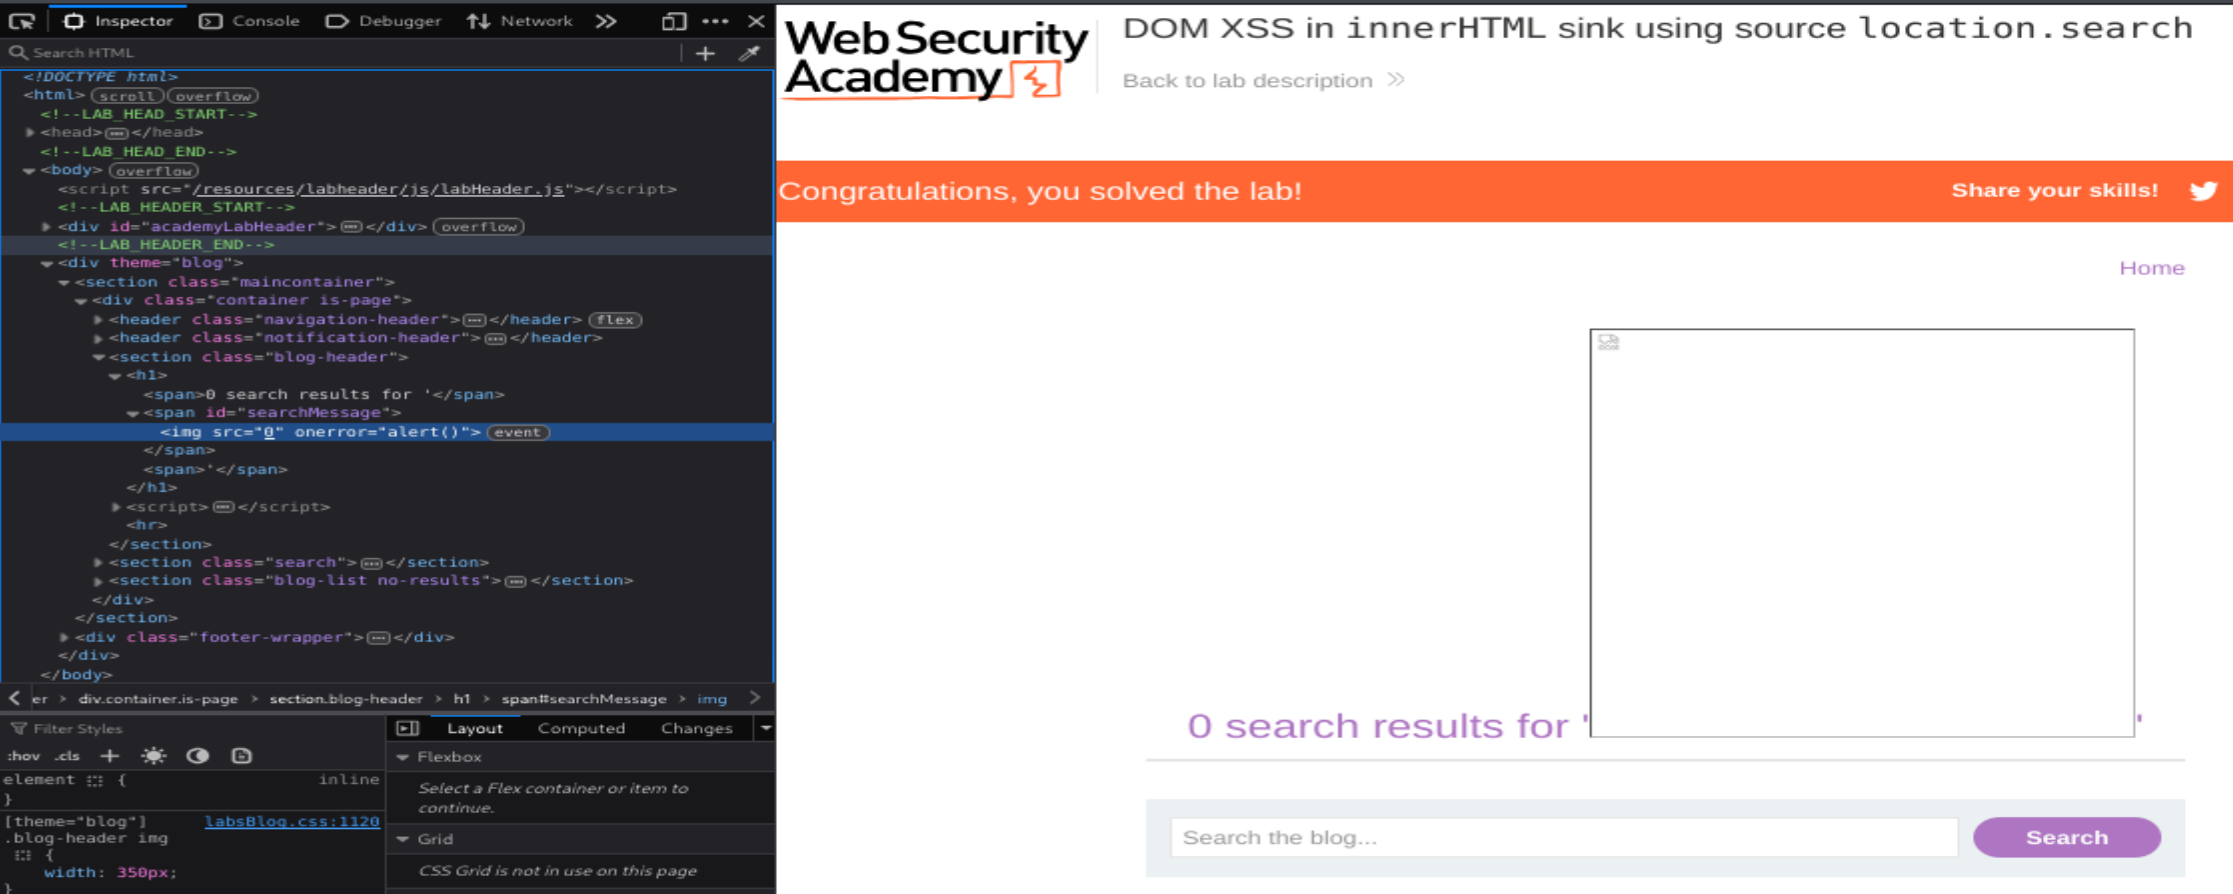 Inspector Console Debugger Network
Search HTML
<!DOCTYPE html>
<html> scroll overflow
<!--LAB_HEAD_START-->
<head></head>
<!--LAB_HEAD_END-->
<body> overflow
<script src="/resources/labheader/js/labHeader.js"></script>
<!--LAB_HEADER_START-->
<div id="academyLabHeader"></div> overflow
<!--LAB_HEADER_END-->
<div theme="blog">
<section class="maincontainer">
<div class="container is-page">
<header class="navigation-header"></header> flex
<header class="notification-header"></header>
<section class="blog-header">
<h1>
<span>0 search results for '</span>
<span id="searchMessage">
<img src="0" onerror="alert()"> event
</span>
<span>'</span>
</h1>
<script></script>
<hr>
</section>
<section class="search"></section>
<section class="blog-list no-results"></section>
</div>
</section>
<div class="footer-wrapper"></div>
</div>
</body>
er > div.container.is-page > section.blog-header > h1 > span#searchMessage > img
Filter Styles
:hov .cls +
element { inline
}
[theme="blog"] labsBlog.css:1120
.blog-header img
{
width: 350px;
}
Layout Computed Changes
Flexbox
Select a Flex container or item to
continue.
Grid
CSS Grid is not in use on this page
Web Security
Academy
DOM XSS in innerHTML sink using source location.search
Back to lab description
Congratulations, you solved the lab!
Share your skills!
Home
0 search results for ' '
Search the blog...
Search